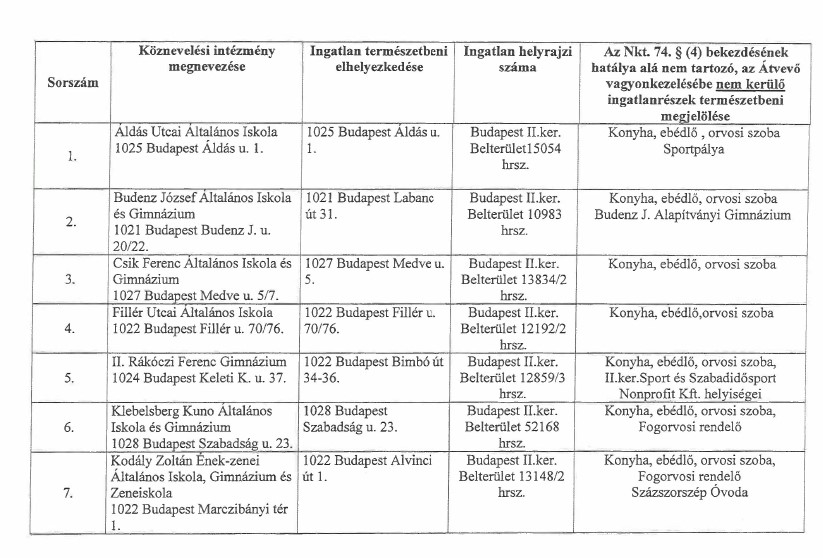 Sorszám
Köznevelési intézmény
megnevezése
Ingatlan természetbeni
elhelyezkedése
Ingatlan helyrajzi
száma
Az Nkt. 74. § (4) bekezdésének
hatálya alá nem tartozó, az Átvevő
vagyonkezelésébe nem kerülő
ingatlanrészek természetbeni
megjelölése
1.
Áldás Utcai Általános Iskola
1025 Budapest Áldás u. 1.
1025 Budapest Áldás u.
1.
Budapest II.ker.
Belterület15054
hrsz.
Konyha, ebédlő , orvosi szoba
Sportpálya
2.
Budenz József Általános Iskola
és Gimnázium
1021 Budapest Budenz J. u.
20/22.
1021 Budapest Labanc
út 31.
Budapest II.ker.
Belterület 10983
hrsz.
Konyha, ebédlő, orvosi szoba
Budenz J. Alapítványi Gimnázium
3.
Csik Ferenc Általános Iskola és
Gimnázium
1027 Budapest Medve u. 5/7.
1027 Budapest Medve u.
5.
Budapest II.ker.
Belterület 13834/2
hrsz.
Konyha, ebédlő, orvosi szoba
4.
Fillér Utcai Általános Iskola
1022 Budapest Fillér u. 70/76.
1022 Budapest Fillér u.
70/76.
Budapest II.ker.
Belterület 12192/2
hrsz.
Konyha, ebédlő,orvosi szoba
5.
II. Rákóczi Ferenc Gimnázium
1024 Budapest Keleti K. u. 37.
1022 Budapest Bimbó út
34-36.
Budapest II.ker.
Belterület 12859/3
hrsz.
Konyha, ebédlő, orvosi szoba,
II.ker.Sport és Szabadidősport
Nonprofit Kft. helyiségei
6.
Klebelsberg Kuno Általános
Iskola és Gimnázium
1028 Budapest Szabadság u. 23.
1028 Budapest
Szabadság u. 23.
Budapest II.ker.
Belterület 52168
hrsz.
Konyha, ebédlő, orvosi szoba,
Fogorvosi rendelő
7.
Kodály Zoltán Ének-zenei
Általános Iskola, Gimnázium és
Zeneiskola
1022 Budapest Marczibányi tér
1.
1022 Budapest Alvinci
út 1.
Budapest II.ker.
Belterület 13148/2
hrsz.
Konyha, ebédlő, orvosi szoba,
Fogorvosi rendelő
Százszorszép Óvoda